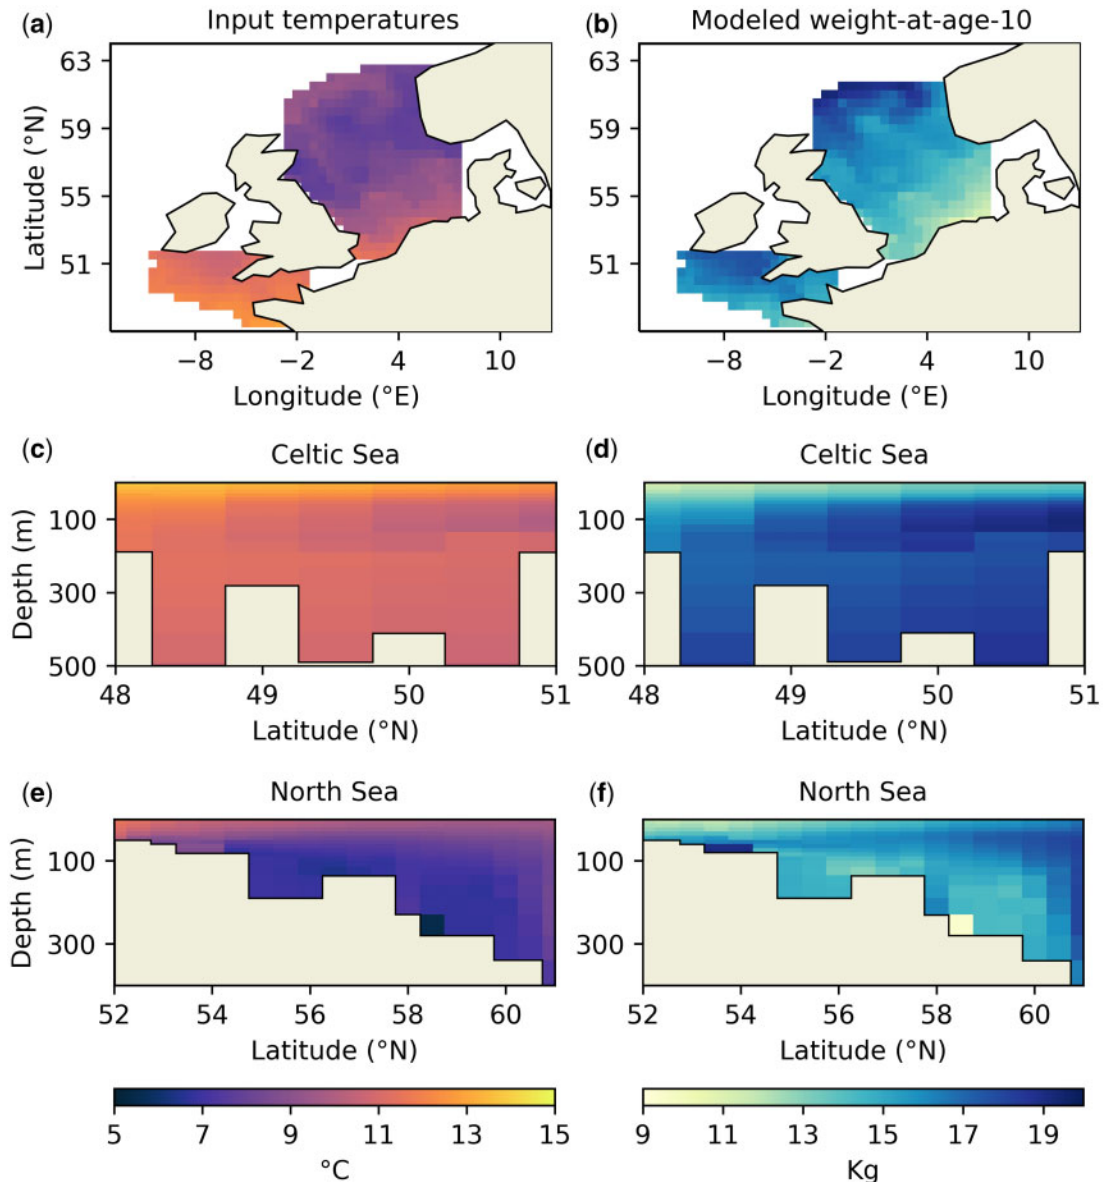 (a) Input temperatures
(b) Modeled weight-at-age-10
Latitude (°N)
63
59
55
51
−8 −2 4 10
−8 −2 4 10
Longitude (°E)
Longitude (°E)
(c) Celtic Sea
(d) Celtic Sea
Depth (m)
100
300
500
100
300
500
48 49 50 51
48 49 50 51
Latitude (°N)
Latitude (°N)
(e) North Sea
(f) North Sea
Depth (m)
100
300
100
300
52 54 56 58 60
52 54 56 58 60
Latitude (°N)
Latitude (°N)
5 7 9 11 13 15
9 11 13 15 17 19
°C
Kg